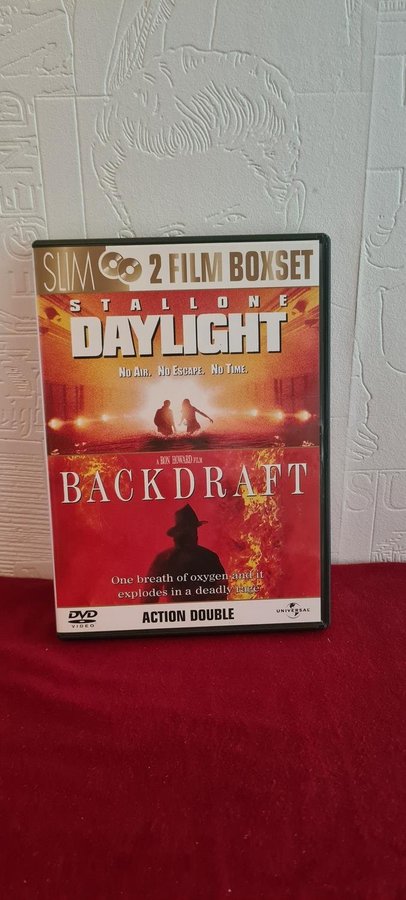 SLIM 2 FILM BOXSET
STALLONE
DAYLIGHT
NO AIR. NO ESCAPE. NO TIME.
A RON HOWARD FILM
BACKDRAFT
One breath of oxygen and it
explodes in a deadly rage
DVD
VIDEO
ACTION DOUBLE
UNIVERSAL
LEGEND